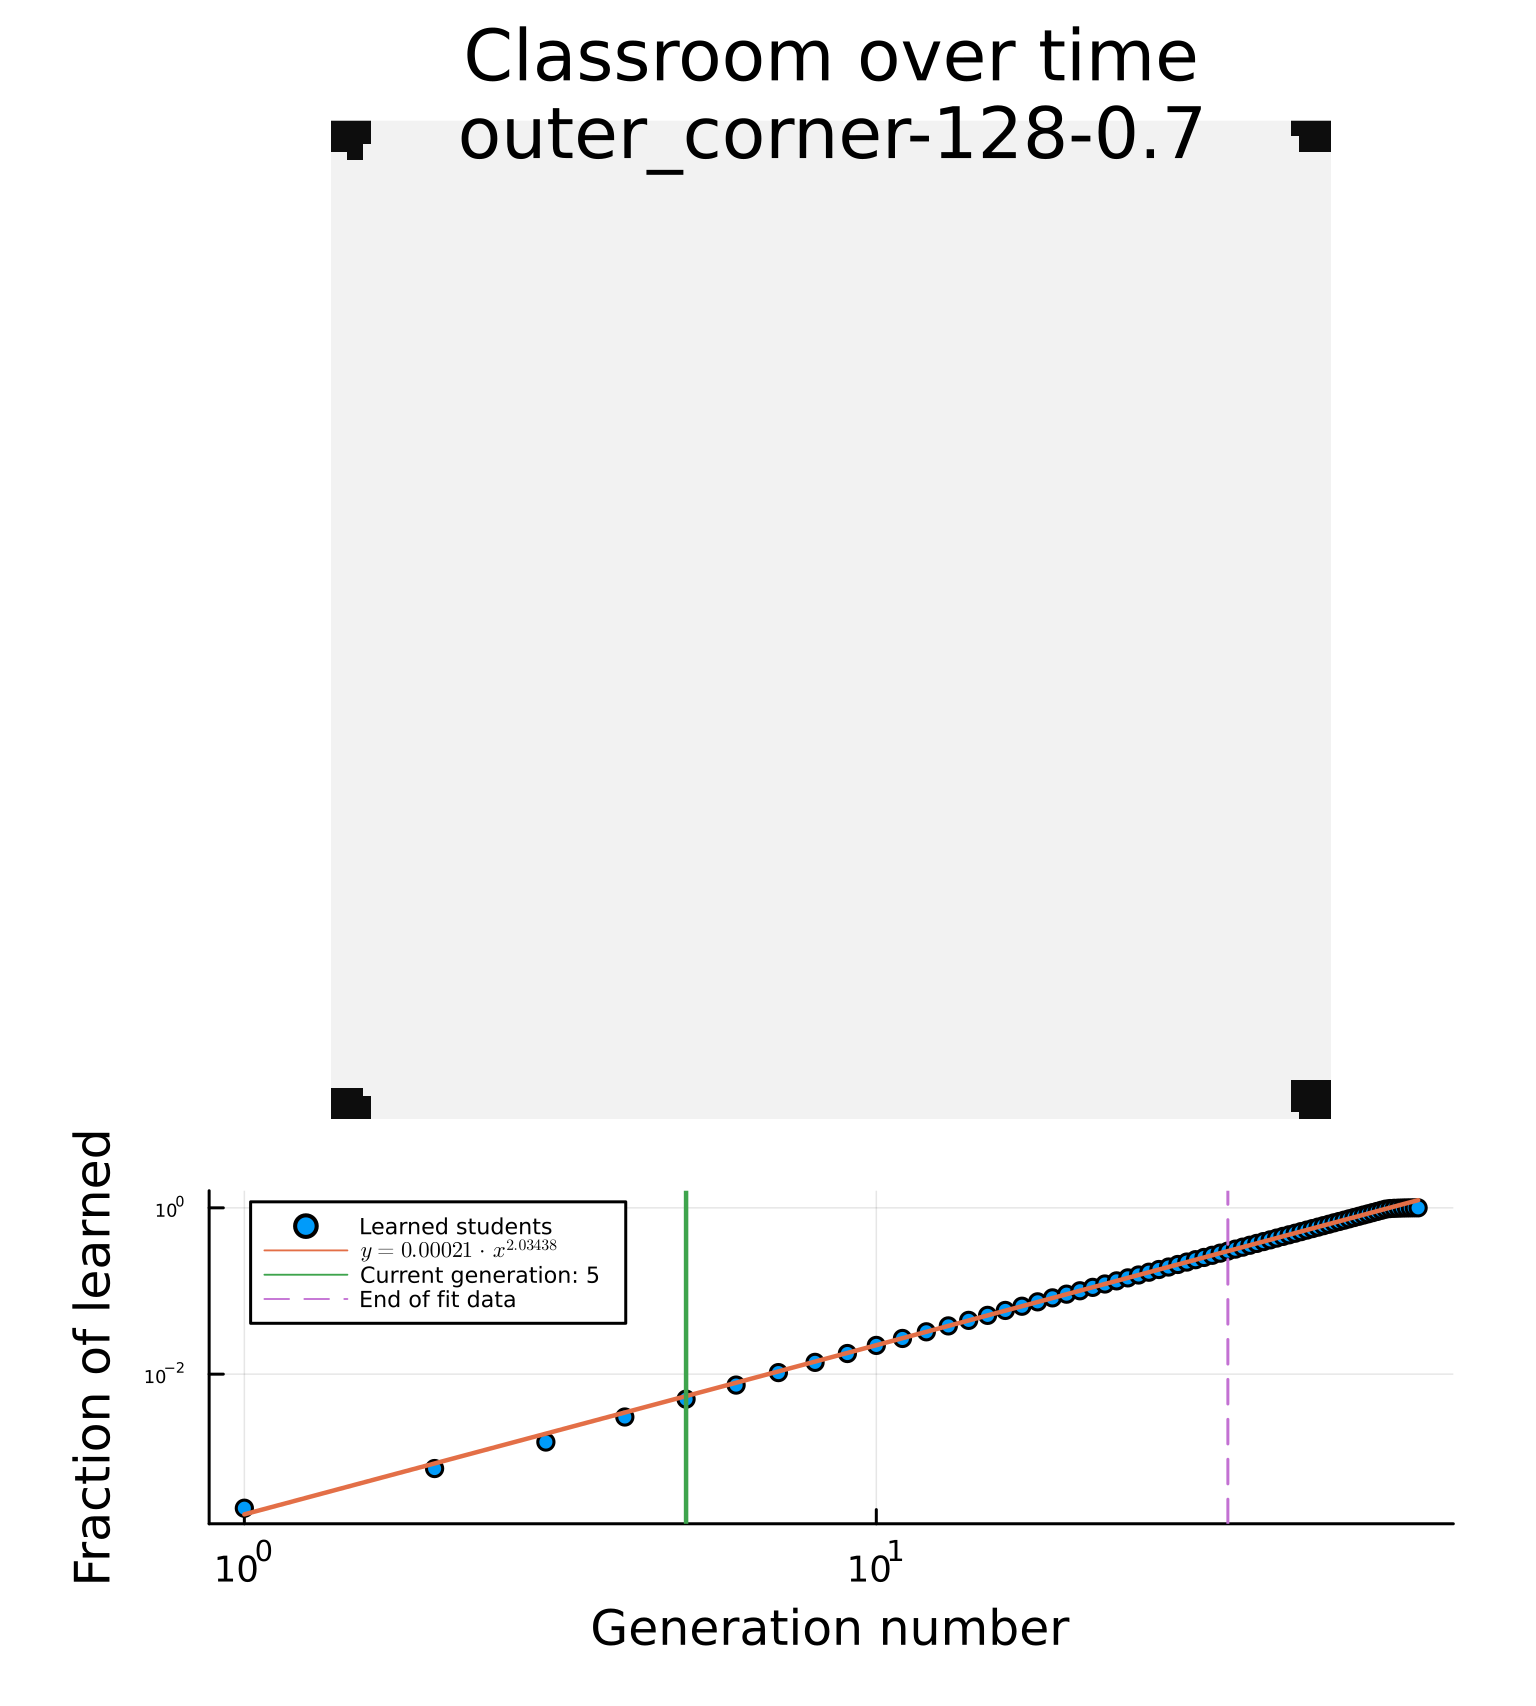 Classroom over time
outer_corner-128-0.7
Fraction of learned
10⁰
10⁻²
Learned students
y = 0.00021 · x^{2.03438}
Current generation: 5
End of fit data
10⁰
10¹
Generation number